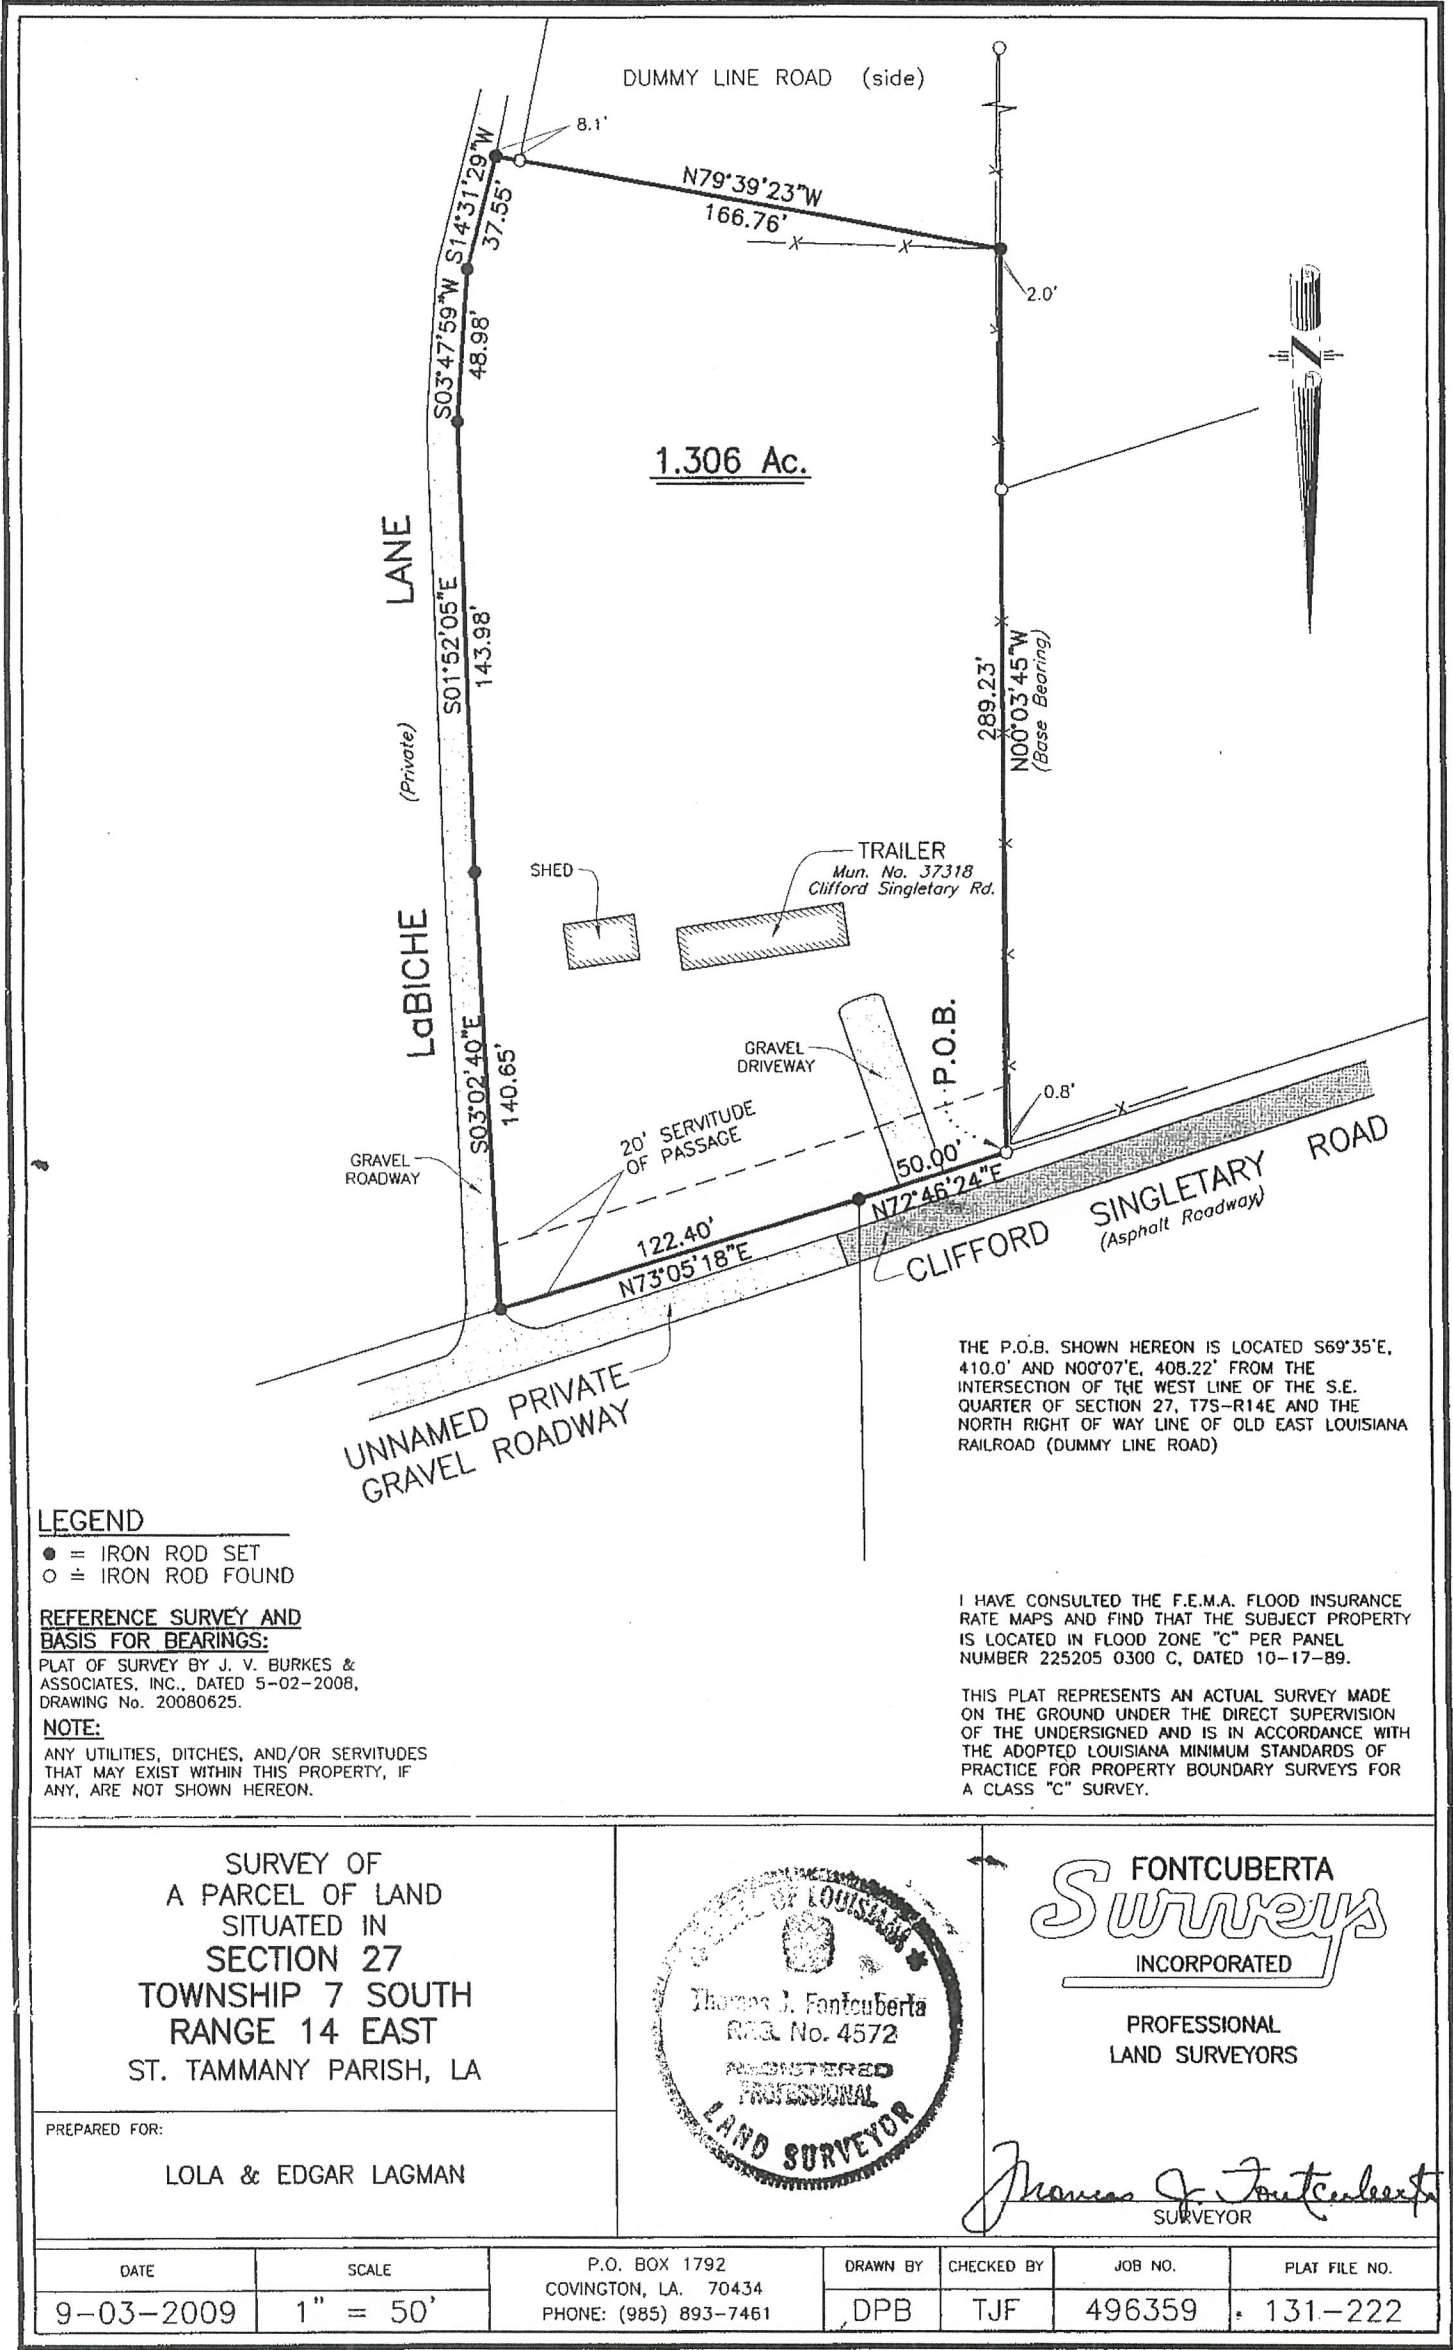 DUMMY LINE ROAD (side)
8.1'
S14°31'29"W
37.55'
N79°39'23"W
166.76'
2.0'
S03°47'59"W
48.98'
1.306 Ac.
LaBICHE (Private) LANE
S01°52'05"E
143.98'
289.23'
N00°03'45"W
(Base Bearing)
SHED
TRAILER
Mun. No. 37318
Clifford Singletary Rd.
S03°02'40"E
140.65'
GRAVEL
DRIVEWAY
P.O.B.
0.8'
20' SERVITUDE
OF PASSAGE
GRAVEL
ROADWAY
50.00'
N72°46'24"E
122.40'
N73°05'18"E
CLIFFORD SINGLETARY ROAD
(Asphalt Roadway)
UNNAMED PRIVATE
GRAVEL ROADWAY
THE P.O.B. SHOWN HEREON IS LOCATED S69°35'E,
410.0' AND N00°07'E, 408.22' FROM THE
INTERSECTION OF THE WEST LINE OF THE S.E.
QUARTER OF SECTION 27, T7S-R14E AND THE
NORTH RIGHT OF WAY LINE OF OLD EAST LOUISIANA
RAILROAD (DUMMY LINE ROAD)
LEGEND
● = IRON ROD SET
○ = IRON ROD FOUND
REFERENCE SURVEY AND
BASIS FOR BEARINGS:
PLAT OF SURVEY BY J. V. BURKES &
ASSOCIATES, INC., DATED 5-02-2008,
DRAWING No. 20080625.
NOTE:
ANY UTILITIES, DITCHES, AND/OR SERVITUDES
THAT MAY EXIST WITHIN THIS PROPERTY, IF
ANY, ARE NOT SHOWN HEREON.
I HAVE CONSULTED THE F.E.M.A. FLOOD INSURANCE
RATE MAPS AND FIND THAT THE SUBJECT PROPERTY
IS LOCATED IN FLOOD ZONE "C" PER PANEL
NUMBER 225205 0300 C, DATED 10-17-89.
THIS PLAT REPRESENTS AN ACTUAL SURVEY MADE
ON THE GROUND UNDER THE DIRECT SUPERVISION
OF THE UNDERSIGNED AND IS IN ACCORDANCE WITH
THE ADOPTED LOUISIANA MINIMUM STANDARDS OF
PRACTICE FOR PROPERTY BOUNDARY SURVEYS FOR
A CLASS "C" SURVEY.
SURVEY OF
A PARCEL OF LAND
SITUATED IN
SECTION 27
TOWNSHIP 7 SOUTH
RANGE 14 EAST
ST. TAMMANY PARISH, LA
PREPARED FOR:
LOLA & EDGAR LAGMAN
OF LOUISIANA
Thomas J. Fontcuberta
REG. No. 4572
REGISTERED
PROFESSIONAL
LAND SURVEYOR
FONTCUBERTA
Surveys
INCORPORATED
PROFESSIONAL
LAND SURVEYORS
Thomas J. Fontcuberta
SURVEYOR
DATE
9-03-2009
SCALE
1" = 50'
P.O. BOX 1792
COVINGTON, LA. 70434
PHONE: (985) 893-7461
DRAWN BY
DPB
CHECKED BY
TJF
JOB NO.
496359
PLAT FILE NO.
131-222